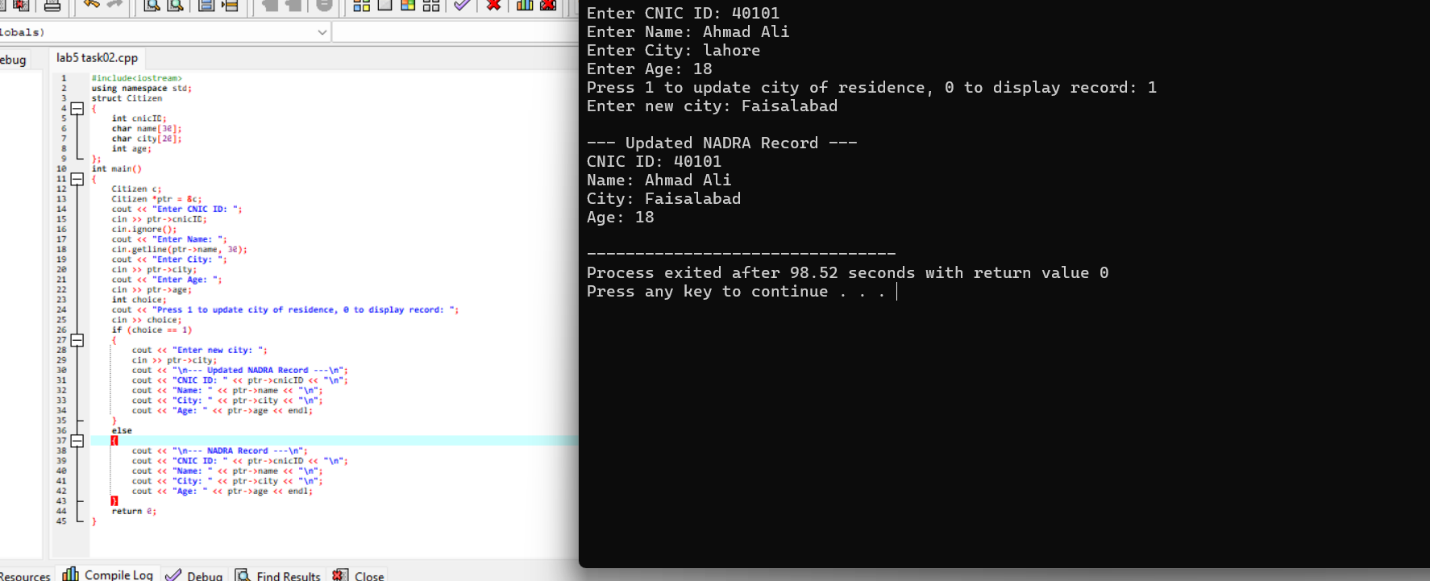 lobals)
ebug
lab5 task02.cpp
1 #include<iostream>
2 using namespace std;
3 struct Citizen
4 {
5 int cnicID;
6 char name[30];
7 char city[20];
8 int age;
9 };
10 int main()
11 {
12 Citizen c;
13 Citizen *ptr = &c;
14 cout << "Enter CNIC ID: ";
15 cin >> ptr->cnicID;
16 cin.ignore();
17 cout << "Enter Name: ";
18 cin.getline(ptr->name, 30);
19 cout << "Enter City: ";
20 cin >> ptr->city;
21 cout << "Enter Age: ";
22 cin >> ptr->age;
23 int choice;
24 cout << "Press 1 to update city of residence, 0 to display record: ";
25 cin >> choice;
26 if (choice == 1)
27 {
28 cout << "Enter new city: ";
29 cin >> ptr->city;
30 cout << "\n--- Updated NADRA Record ---\n";
31 cout << "CNIC ID: " << ptr->cnicID << "\n";
32 cout << "Name: " << ptr->name << "\n";
33 cout << "City: " << ptr->city << "\n";
34 cout << "Age: " << ptr->age << endl;
35 }
36 else
37 {
38 cout << "\n--- NADRA Record ---\n";
39 cout << "CNIC ID: " << ptr->cnicID << "\n";
40 cout << "Name: " << ptr->name << "\n";
41 cout << "City: " << ptr->city << "\n";
42 cout << "Age: " << ptr->age << endl;
43 }
44 return 0;
45 }
Resources Compile Log Debug Find Results Close
Enter CNIC ID: 40101
Enter Name: Ahmad Ali
Enter City: lahore
Enter Age: 18
Press 1 to update city of residence, 0 to display record: 1
Enter new city: Faisalabad
--- Updated NADRA Record ---
CNIC ID: 40101
Name: Ahmad Ali
City: Faisalabad
Age: 18
--------------------------------
Process exited after 98.52 seconds with return value 0
Press any key to continue . . .